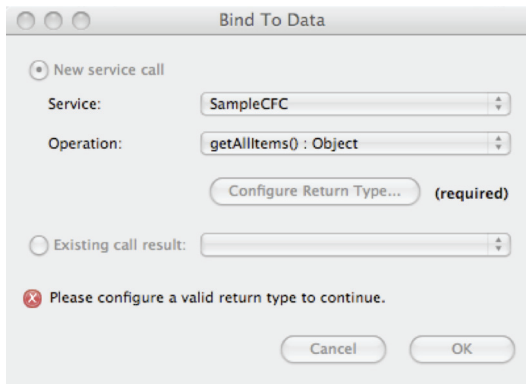 Bind To Data
New service call
Service: SampleCFC
Operation: getAllItems() : Object
Configure Return Type... (required)
Existing call result:
Please configure a valid return type to continue.
Cancel OK